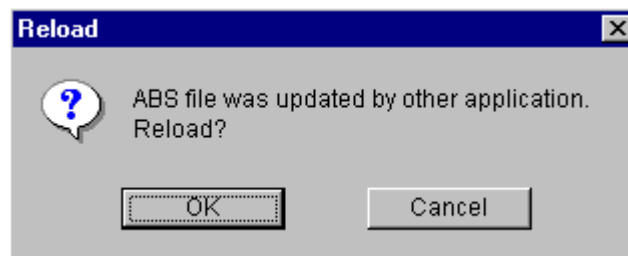 Reload
ABS file was updated by other application.
Reload?
OK
Cancel